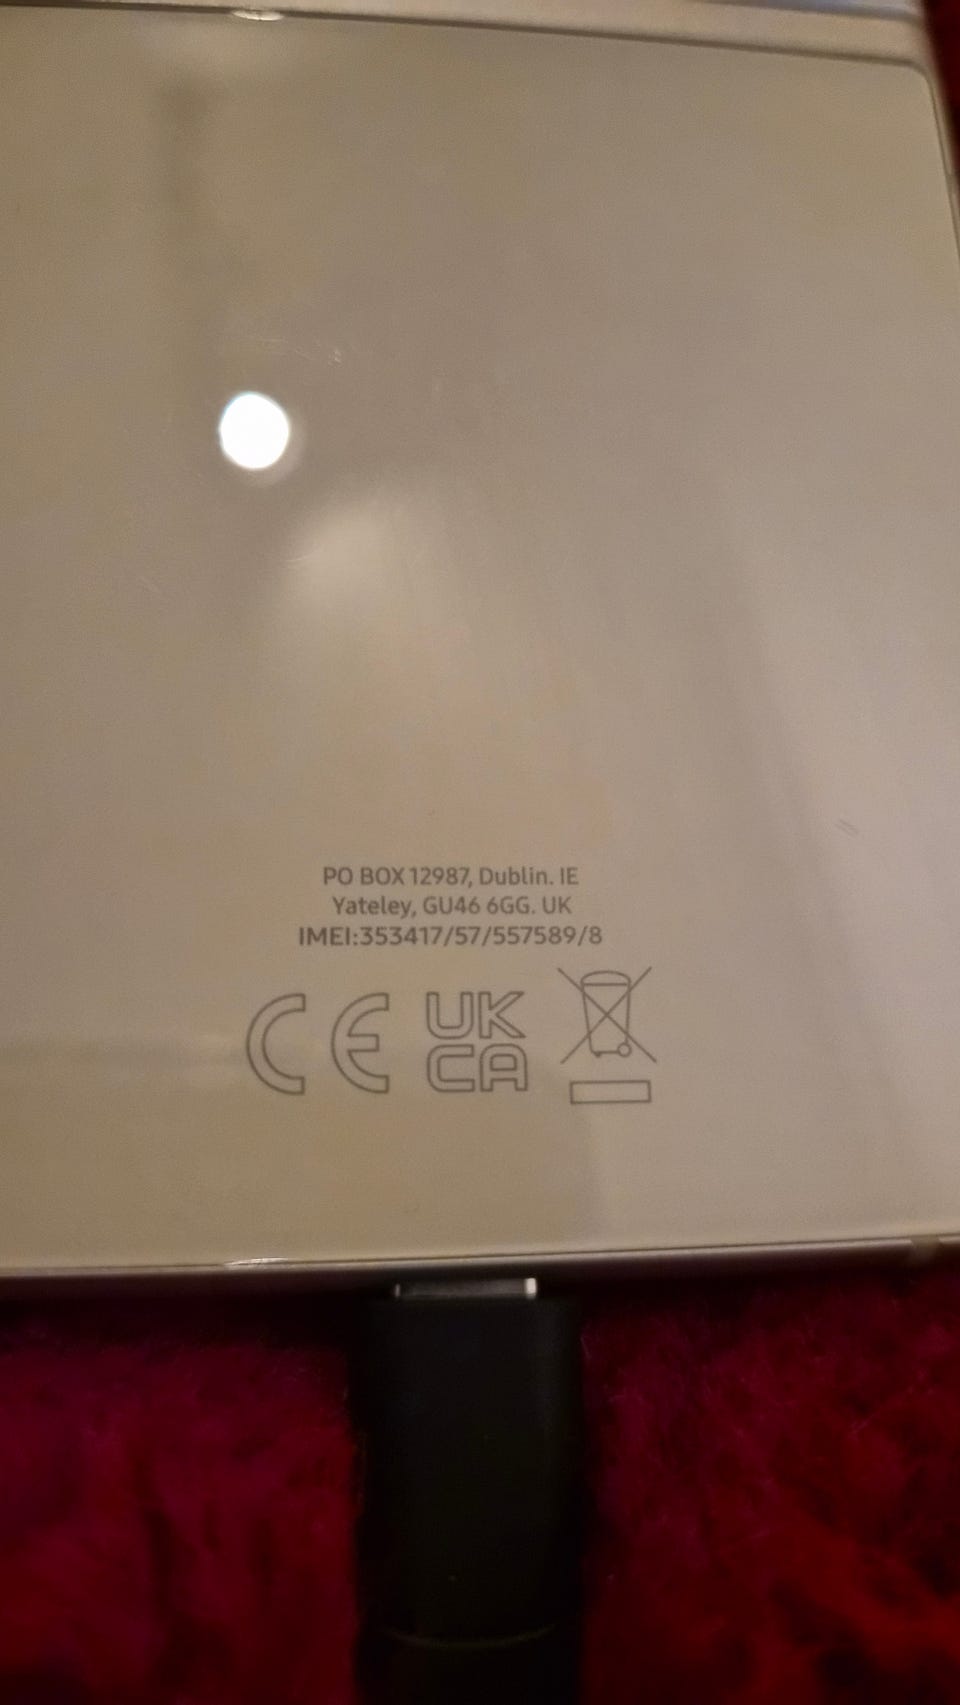 PO BOX 12987, Dublin. IE
Yateley, GU46 6GG. UK
IMEI:353417/57/557589/8
CE UK
CA